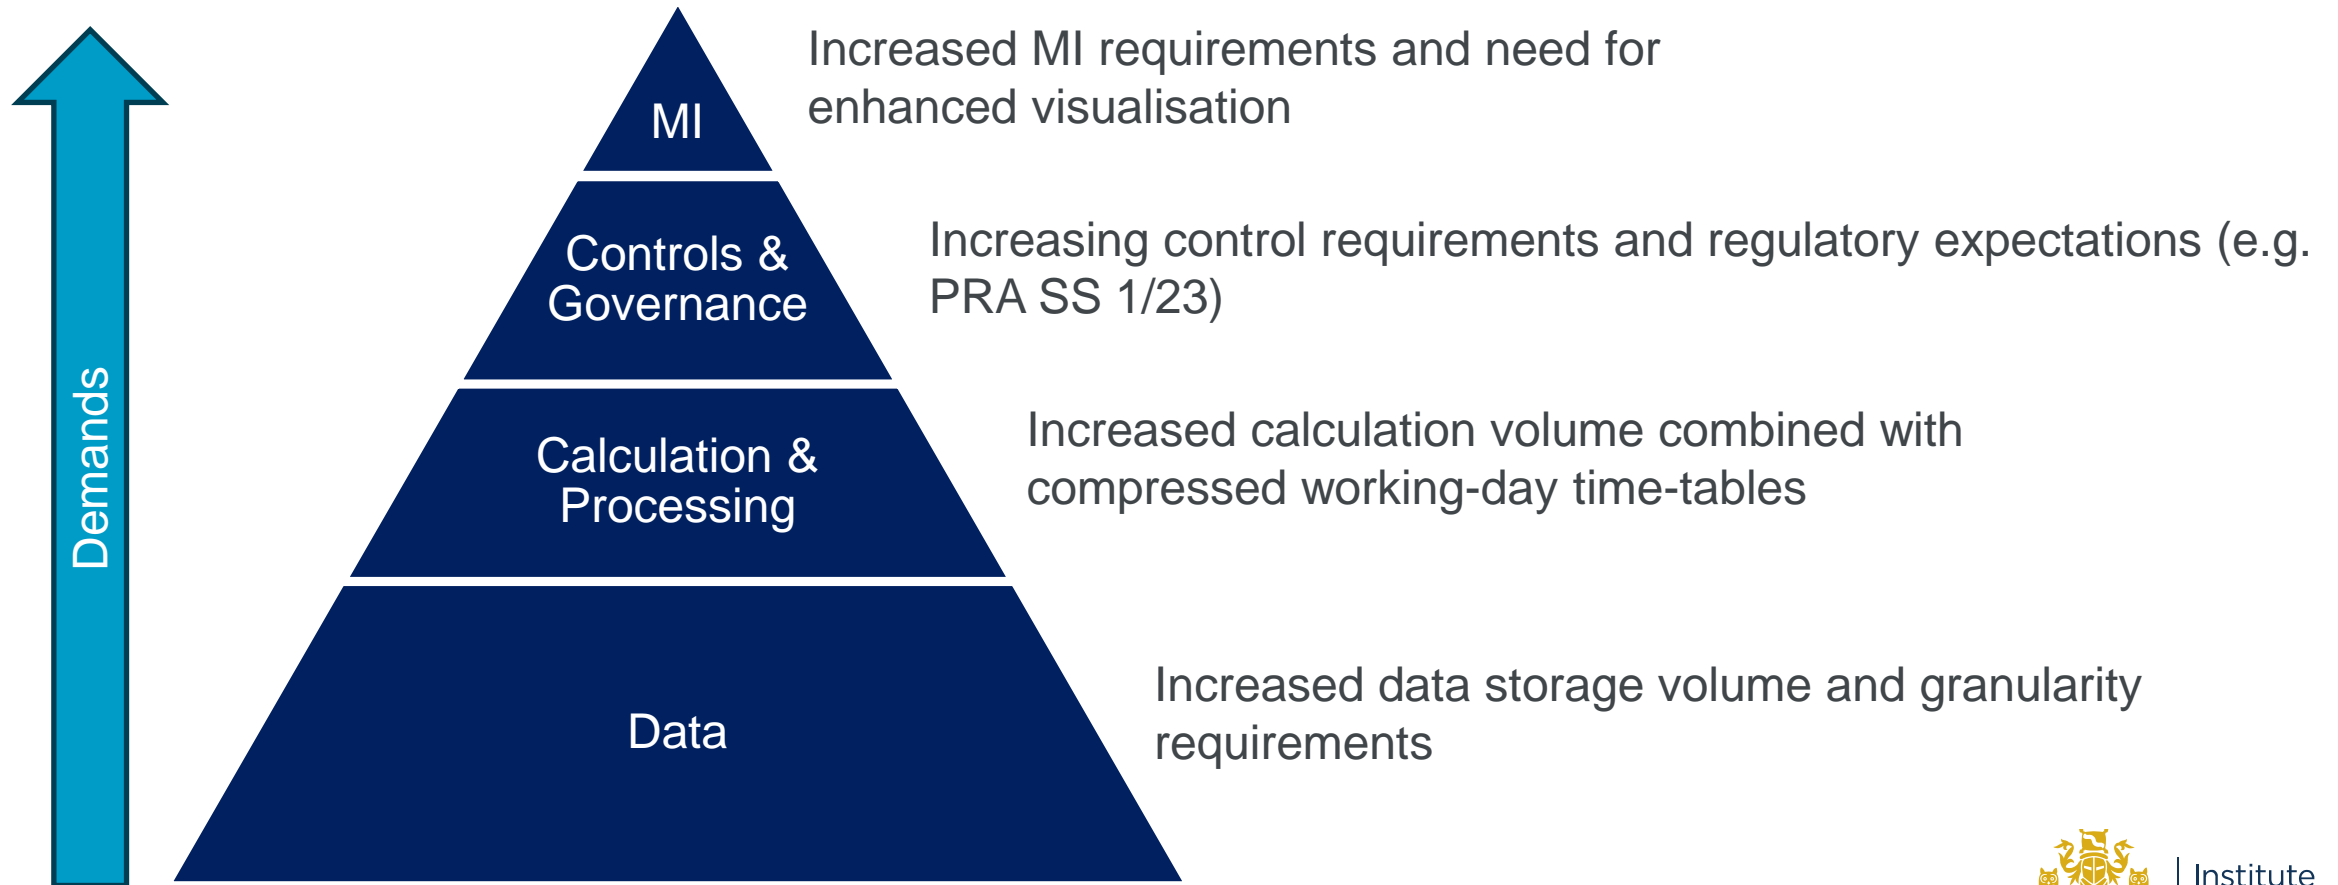 Demands
MI
Increased MI requirements and need for
enhanced visualisation
Controls &
Governance
Increasing control requirements and regulatory expectations (e.g.
PRA SS 1/23)
Calculation &
Processing
Increased calculation volume combined with
compressed working-day time-tables
Data
Increased data storage volume and granularity
requirements
Institute